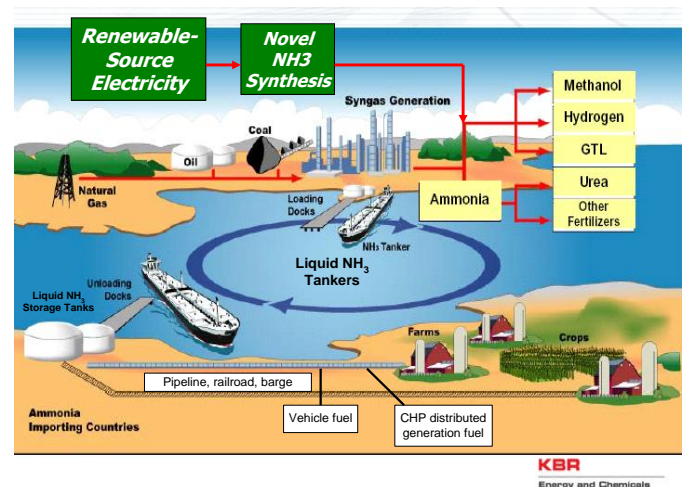 Renewable-
Source
Electricity
Novel
NH3
Synthesis
Syngas Generation
Methanol
Hydrogen
GTL
Urea
Other
Fertilizers
Coal
Oil
Natural
Gas
Ammonia
Loading
Docks
NH3 Tanker
Liquid NH3
Tankers
Unloading
Docks
Liquid NH3
Storage Tanks
Farms
Crops
Pipeline, railroad, barge
Vehicle fuel
CHP distributed
generation fuel
Ammonia
Importing Countries
KBR
Energy and Chemicals